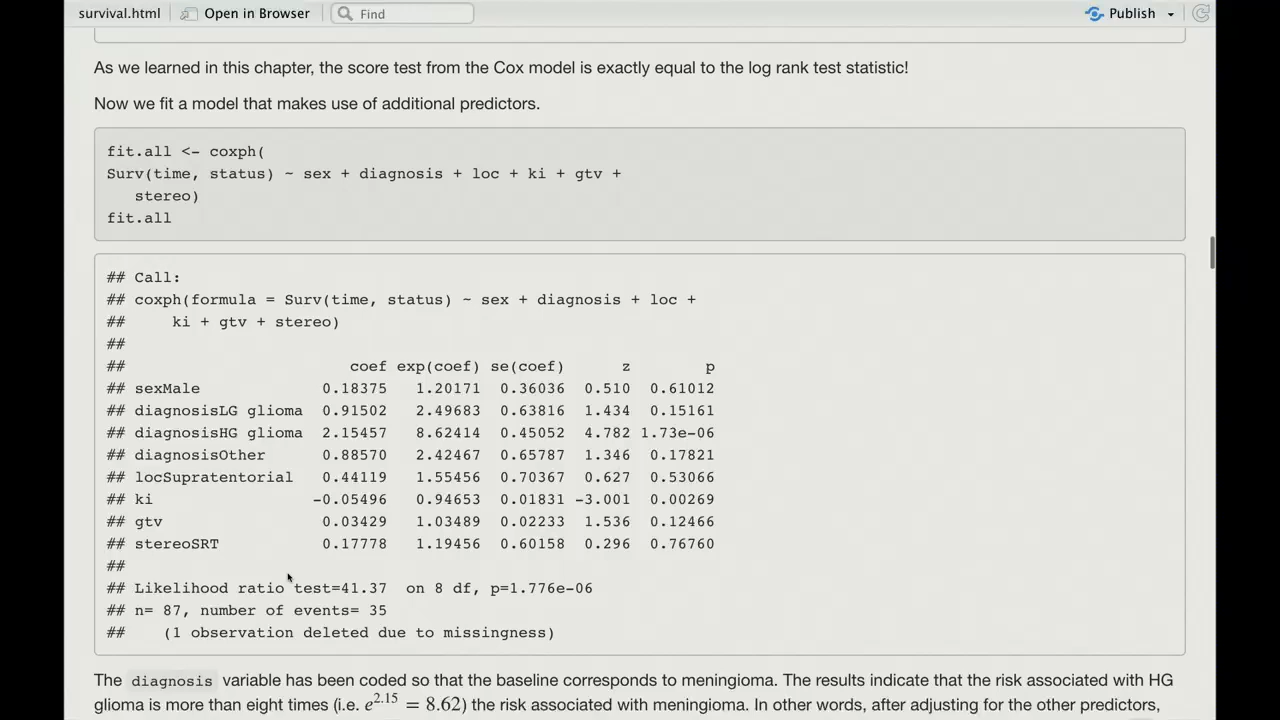 survival.html Open in Browser Find Publish
As we learned in this chapter, the score test from the Cox model is exactly equal to the log rank test statistic!
Now we fit a model that makes use of additional predictors.
fit.all <- coxph(
Surv(time, status) ~ sex + diagnosis + loc + ki + gtv +
   stereo)
fit.all
## Call:
## coxph(formula = Surv(time, status) ~ sex + diagnosis + loc +
##     ki + gtv + stereo)
##
##                        coef exp(coef) se(coef)      z        p
## sexMale             0.18375   1.20171  0.36036  0.510  0.61012
## diagnosisLG glioma  0.91502   2.49683  0.63816  1.434  0.15161
## diagnosisHG glioma  2.15457   8.62414  0.45052  4.782 1.73e-06
## diagnosisOther      0.88570   2.42467  0.65787  1.346  0.17821
## locSupratentorial   0.44119   1.55456  0.70367  0.627  0.53066
## ki                 -0.05496   0.94653  0.01831 -3.001  0.00269
## gtv                 0.03429   1.03489  0.02233  1.536  0.12466
## stereoSRT           0.17778   1.19456  0.60158  0.296  0.76760
##
## Likelihood ratio test=41.37  on 8 df, p=1.776e-06
## n= 87, number of events= 35
##    (1 observation deleted due to missingness)
The diagnosis variable has been coded so that the baseline corresponds to meningioma. The results indicate that the risk associated with HG
glioma is more than eight times (i.e. e^2.15 = 8.62) the risk associated with meningioma. In other words, after adjusting for the other predictors,